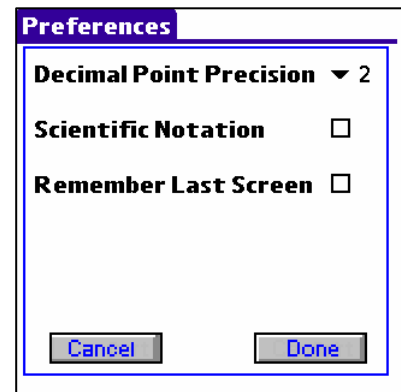 Preferences
Decimal Point Precision 2
Scientific Notation
Remember Last Screen
Cancel Done